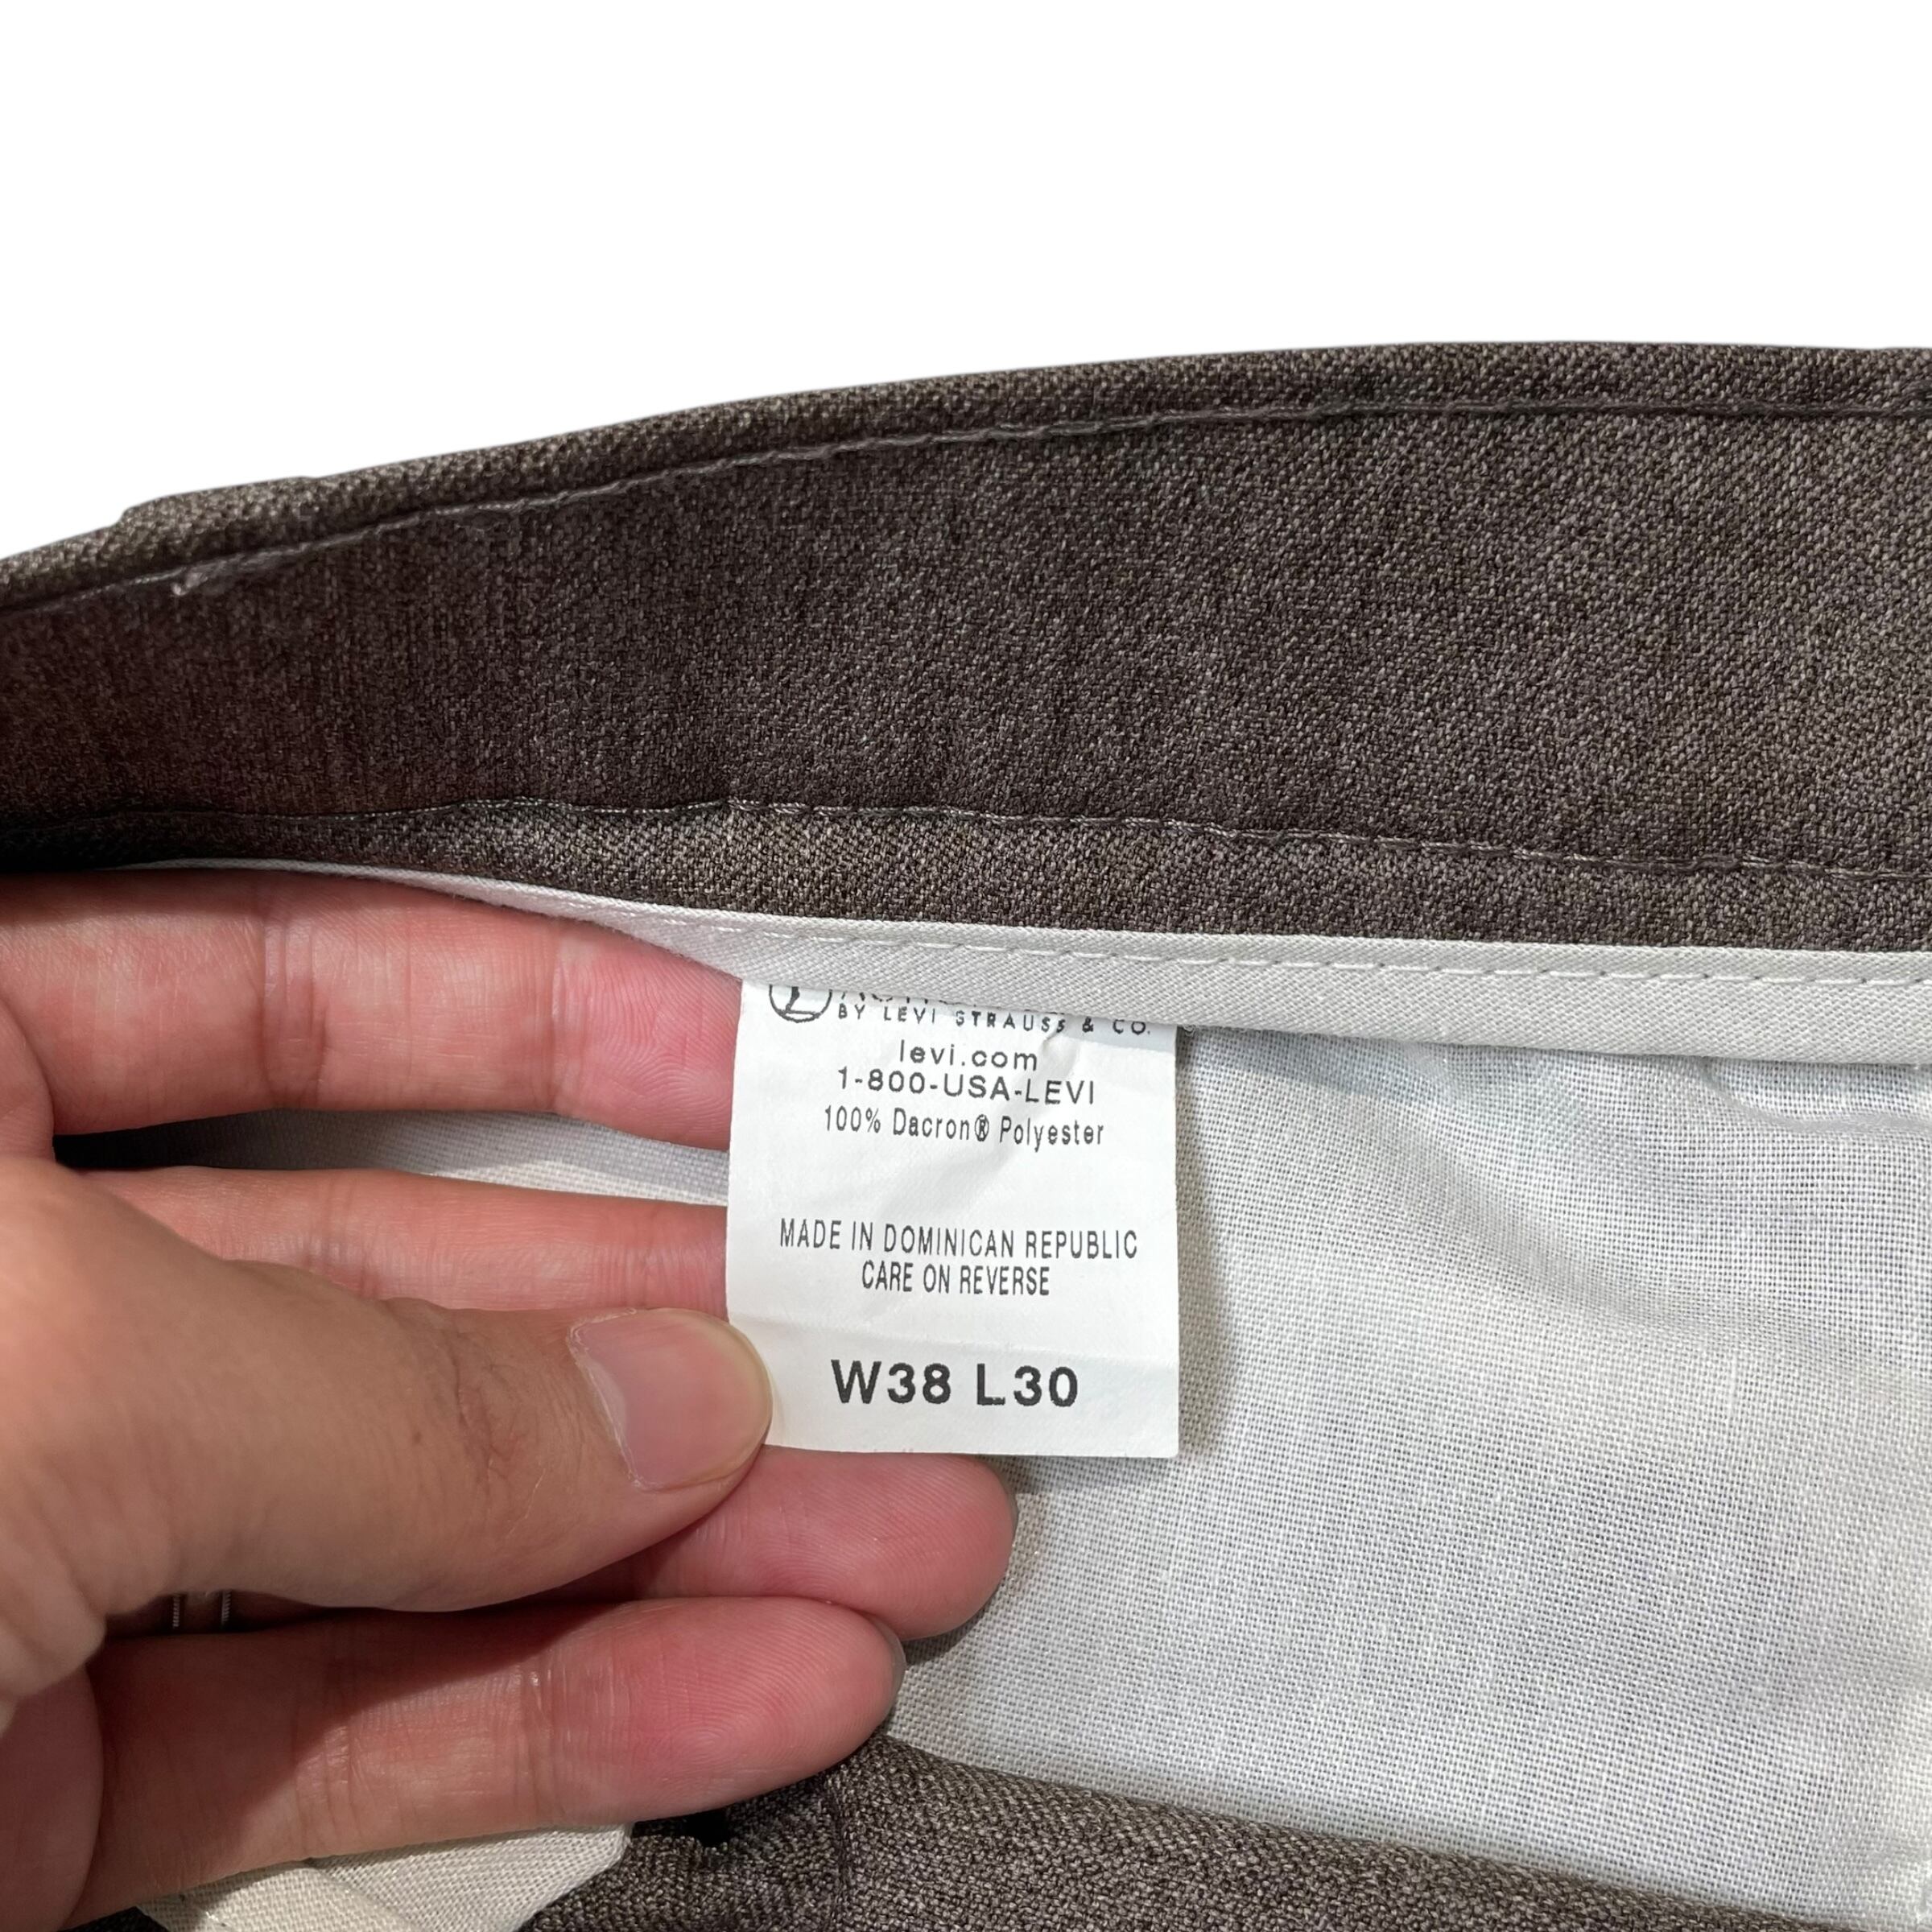 BY LEVI STRAUSS & CO.
levi.com
1-800-USA-LEVI
100% Dacron® Polyester
MADE IN DOMINICAN REPUBLIC
CARE ON REVERSE
W38 L30